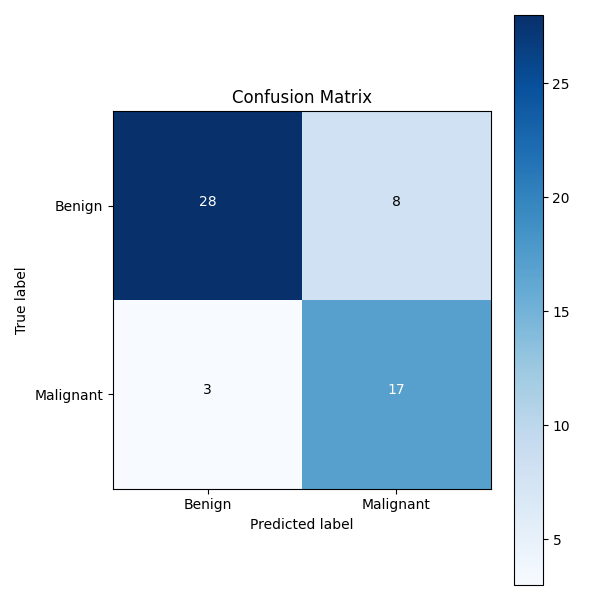 Confusion Matrix
True label
Benign
28
8
Malignant
3
17
Benign
Malignant
Predicted label
25
20
15
10
5